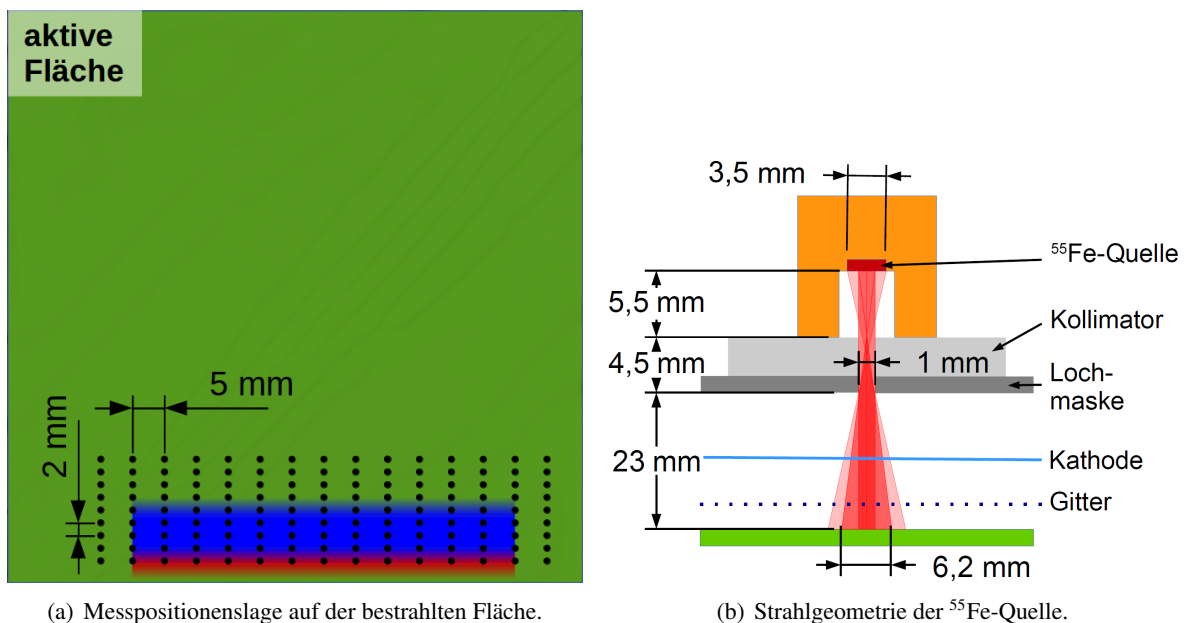 aktive
Fläche
5 mm
2 mm
(a) Messpositionenslage auf der bestrahlten Fläche.
3,5 mm
⁵⁵Fe-Quelle
5,5 mm
Kollimator
4,5 mm
1 mm
Loch-
maske
23 mm
Kathode
Gitter
6,2 mm
(b) Strahlgeometrie der ⁵⁵Fe-Quelle.